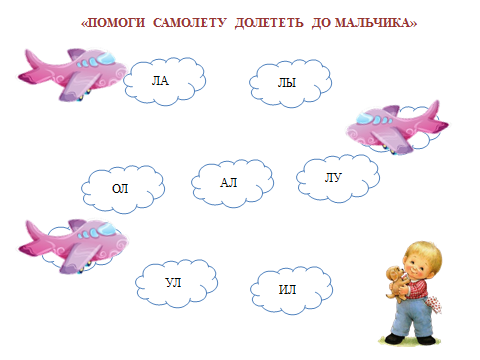 «ПОМОГИ САМОЛЕТУ ДОЛЕТЕТЬ ДО МАЛЬЧИКА»
ЛА
ЛЫ
ОЛ
АЛ
ЛУ
УЛ
ИЛ